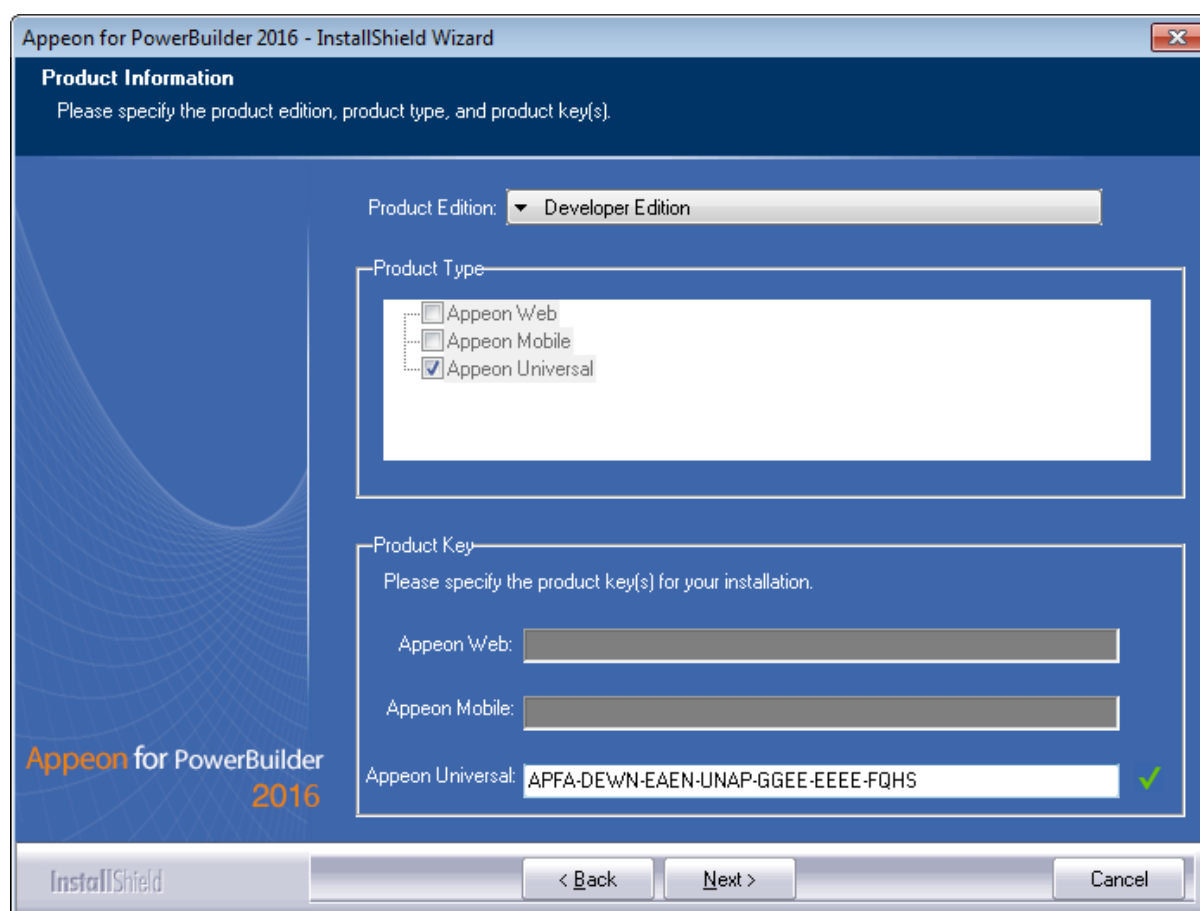 Appeon for PowerBuilder 2016 - InstallShield Wizard
Product Information
Please specify the product edition, product type, and product key(s).
Product Edition: Developer Edition
Product Type
Appeon Web
Appeon Mobile
Appeon Universal
Product Key
Please specify the product key(s) for your installation.
Appeon Web:
Appeon Mobile:
Appeon Universal: APFA-DEWN-EAEN-UNAP-GGEE-EEEE-FQHS
Appeon for PowerBuilder
2016
InstallShield
< Back
Next >
Cancel